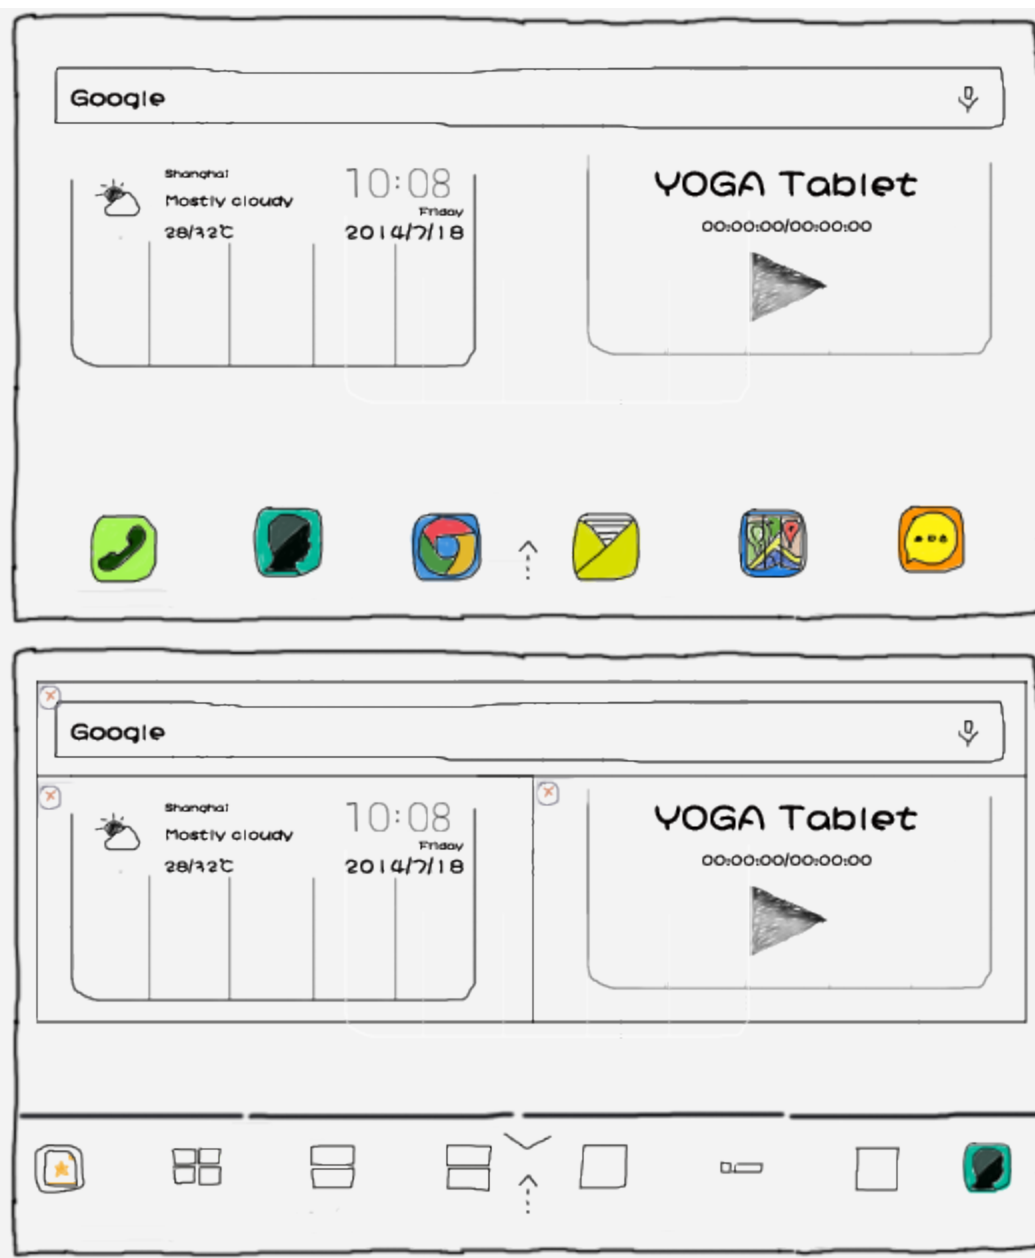 Google
Shanghai
Mostly cloudy
28/32℃
10:08
Friday
2014/7/18
YOGA Tablet
00:00:00/00:00:00
Google
Shanghai
Mostly cloudy
28/32℃
10:08
Friday
2014/7/18
YOGA Tablet
00:00:00/00:00:00